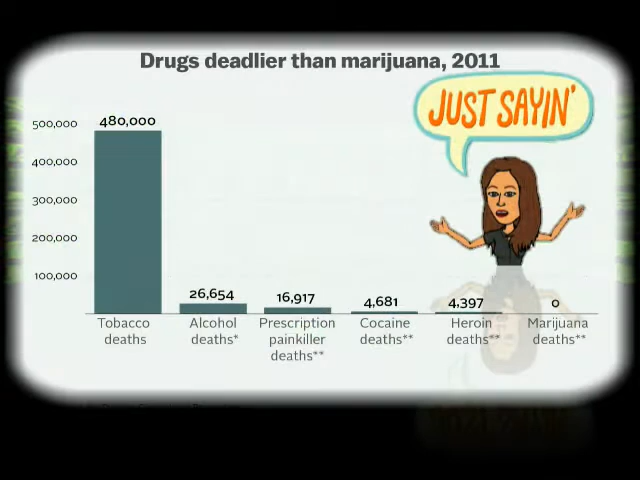 Drugs deadlier than marijuana, 2011
JUST SAYIN'
500,000
400,000
300,000
200,000
100,000
480,000
26,654
16,917
4,681
4,397
0
Tobacco
deaths
Alcohol
deaths*
Prescription
painkiller
deaths**
Cocaine
deaths**
Heroin
deaths**
Marijuana
deaths**